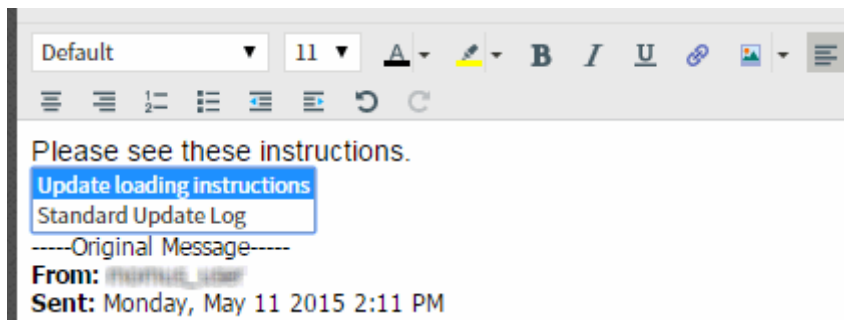 Default 11 A B I U
Please see these instructions.
Update loading instructions
Standard Update Log
-----Original Message-----
From:
Sent: Monday, May 11 2015 2:11 PM